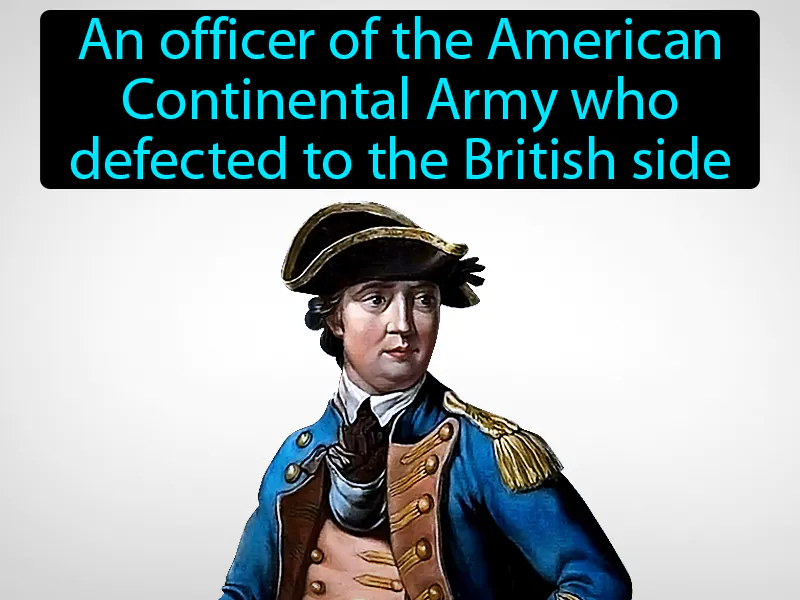 An officer of the American
Continental Army who
defected to the British side